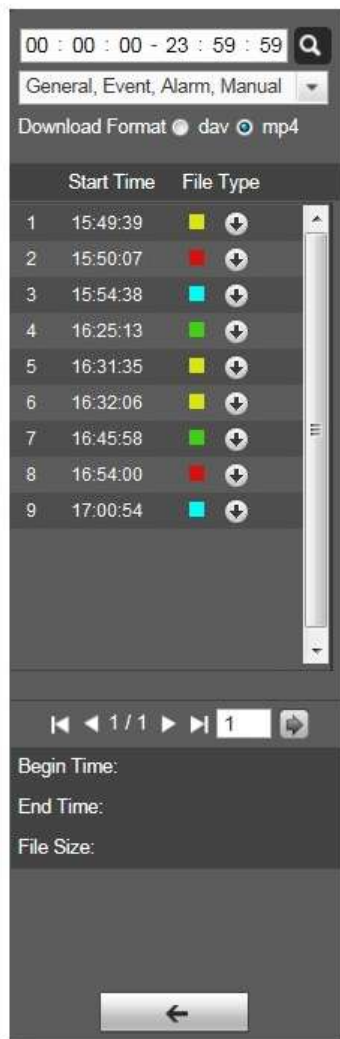 00 : 00 : 00 - 23 : 59 : 59
General, Event, Alarm, Manual
Download Format dav mp4
Start Time File Type
1 15:49:39
2 15:50:07
3 15:54:38
4 16:25:13
5 16:31:35
6 16:32:06
7 16:45:58
8 16:54:00
9 17:00:54
1 / 1 1
Begin Time:
End Time:
File Size: